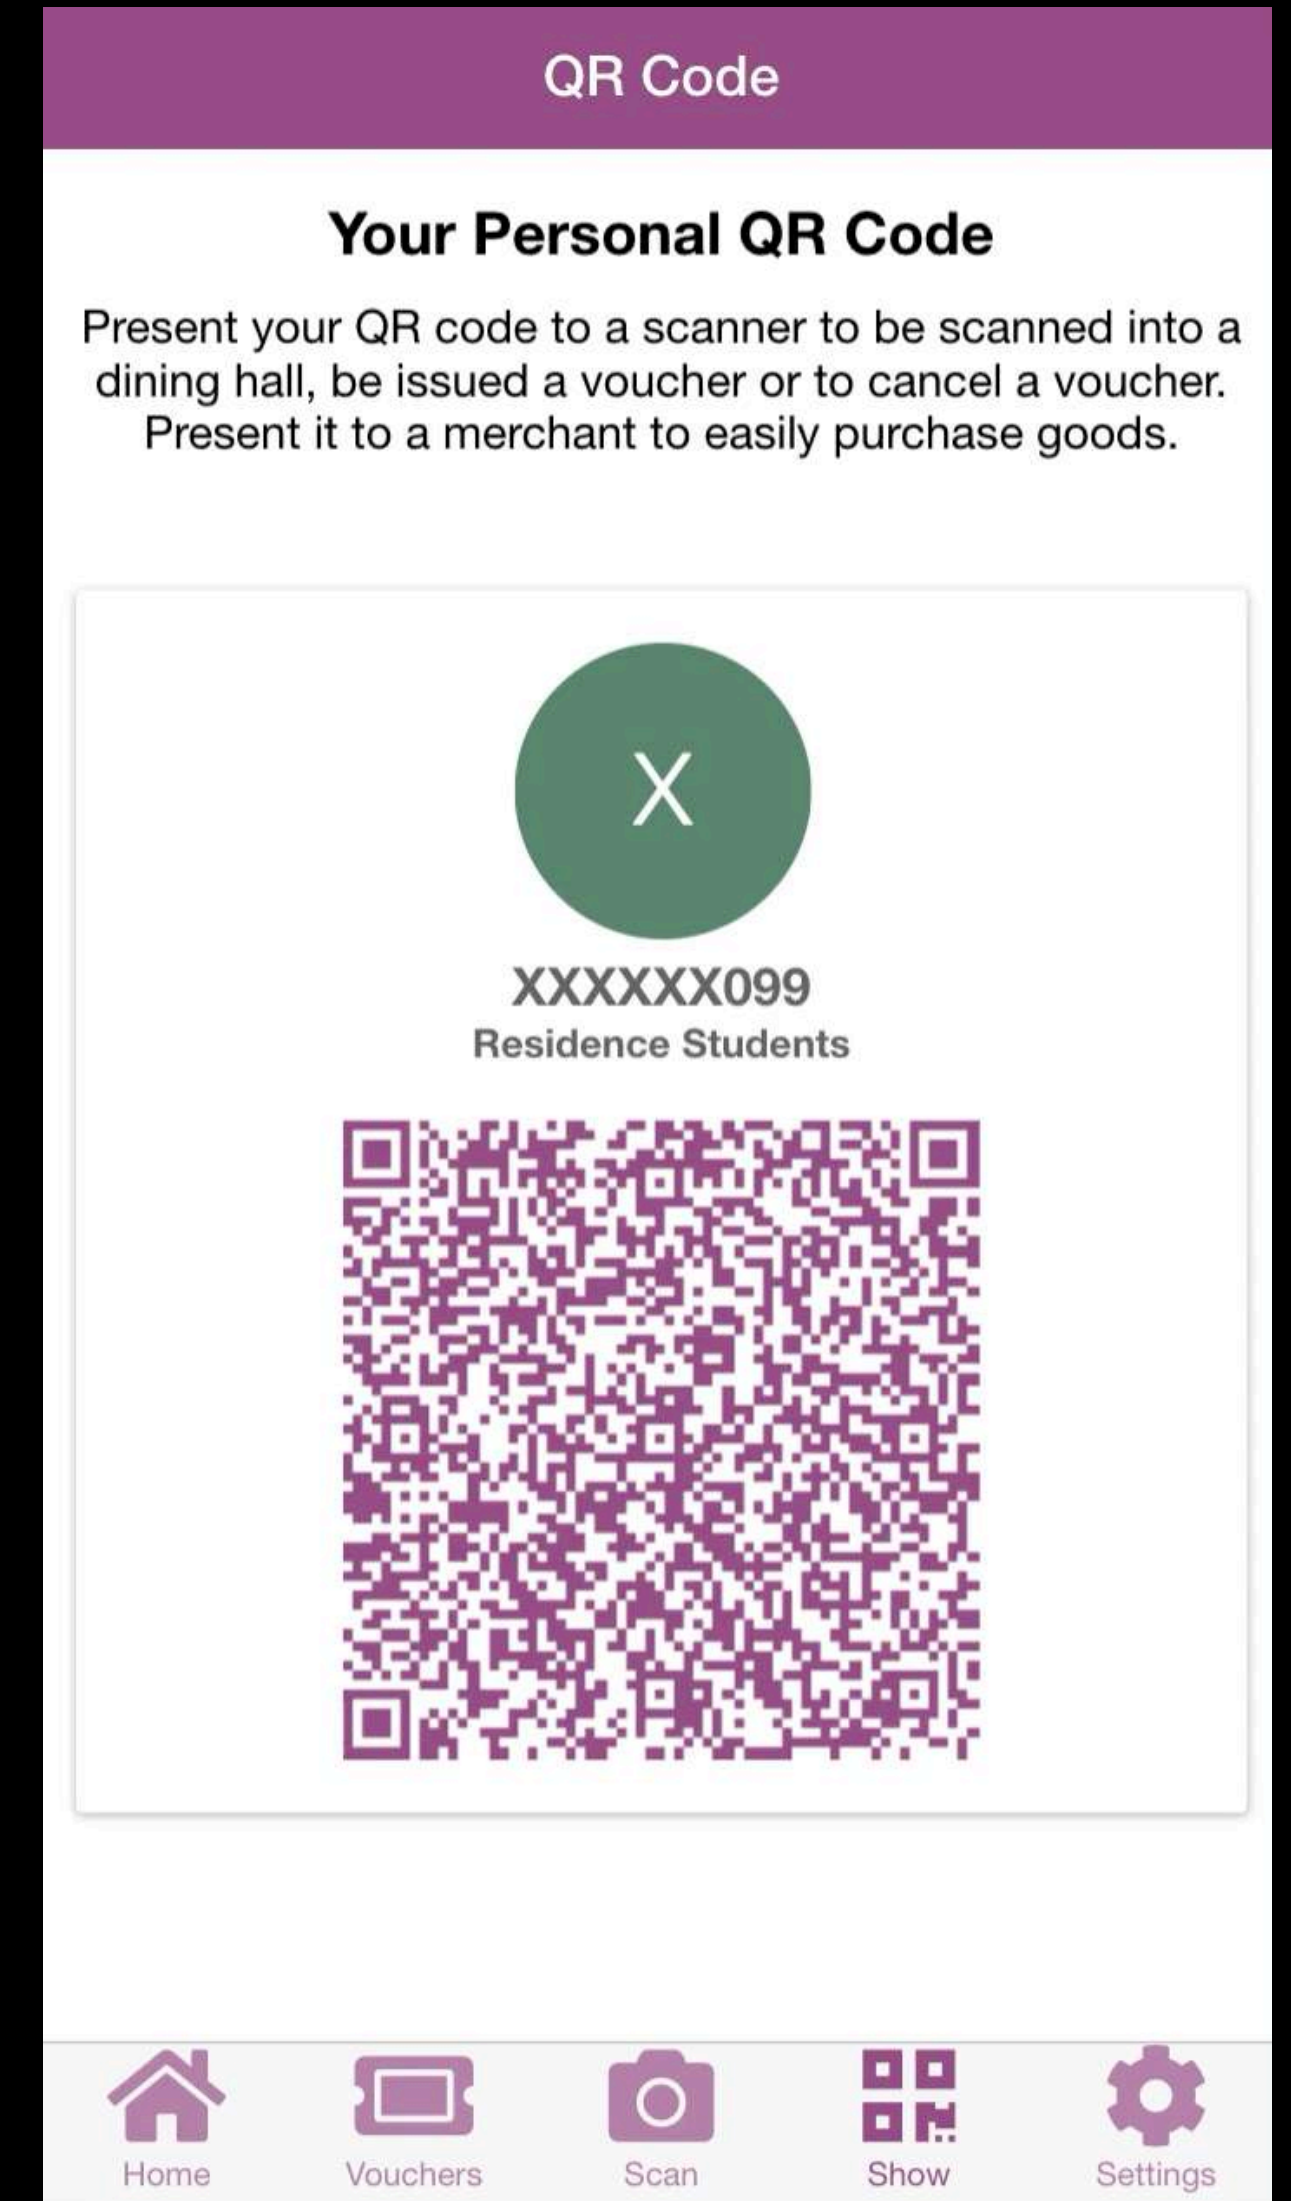 QR Code
Your Personal QR Code
Present your QR code to a scanner to be scanned into a
dining hall, be issued a voucher or to cancel a voucher.
Present it to a merchant to easily purchase goods.
X
XXXXXX099
Residence Students
Home
Vouchers
Scan
Show
Settings